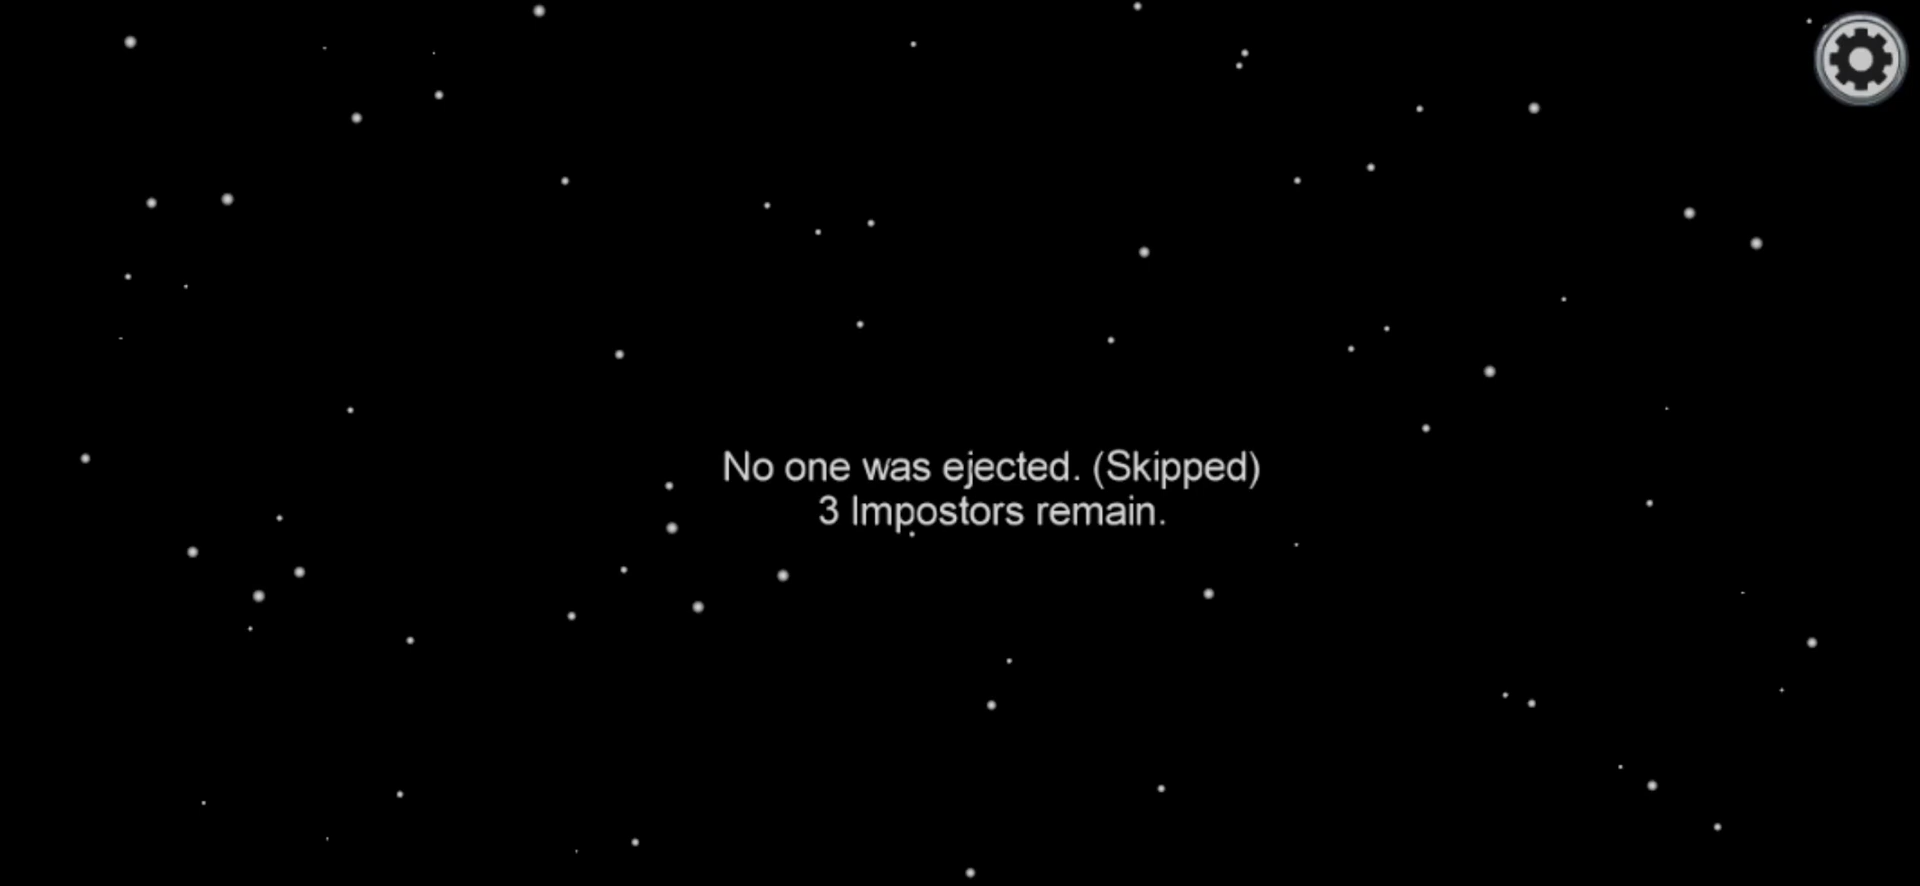 No one was ejected. (Skipped)
3 Impostors remain.